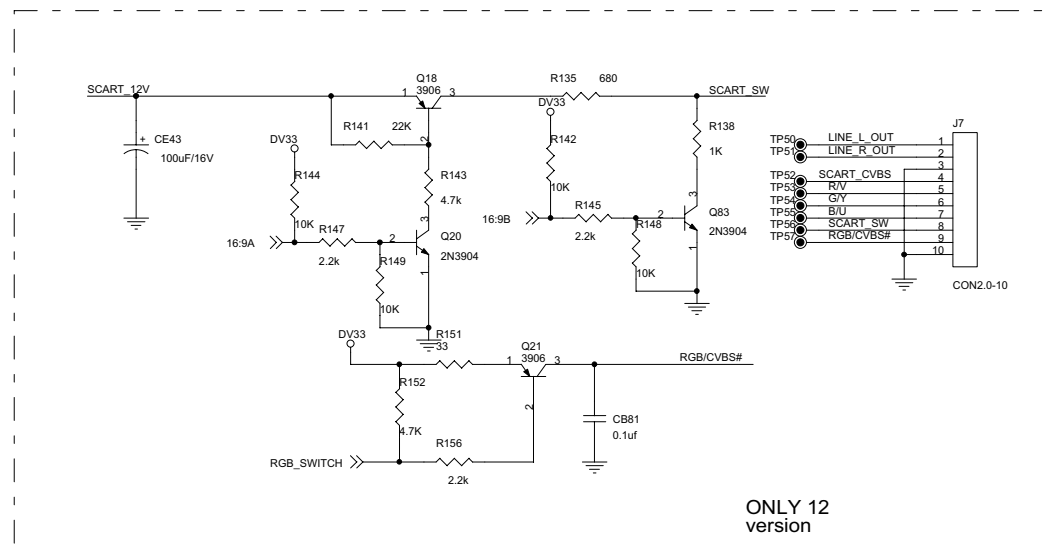 SCART_12V
Q18
3906
1
3
2
R135
680
SCART_SW
CE43
100uF/16V
+
R141
22K
DV33
R142
10K
R138
1K
DV33
R144
10K
R143
4.7k
16:9A
R147
2.2k
2
3
1
Q20
2N3904
R149
10K
16:9B
R145
2.2k
R148
10K
2
3
1
Q83
2N3904
J7
TP50 LINE_L_OUT 1
TP51 LINE_R_OUT 2
3
TP52 SCART_CVBS 4
TP53 R/V 5
TP54 G/Y 6
TP55 B/U 7
TP56 SCART_SW 8
TP57 RGB/CVBS# 9
10
CON2.0-10
DV33
R151
33
Q21
3906
1
3
2
RGB/CVBS#
R152
4.7K
CB81
0.1uf
RGB_SWITCH
R156
2.2k
ONLY 12
version